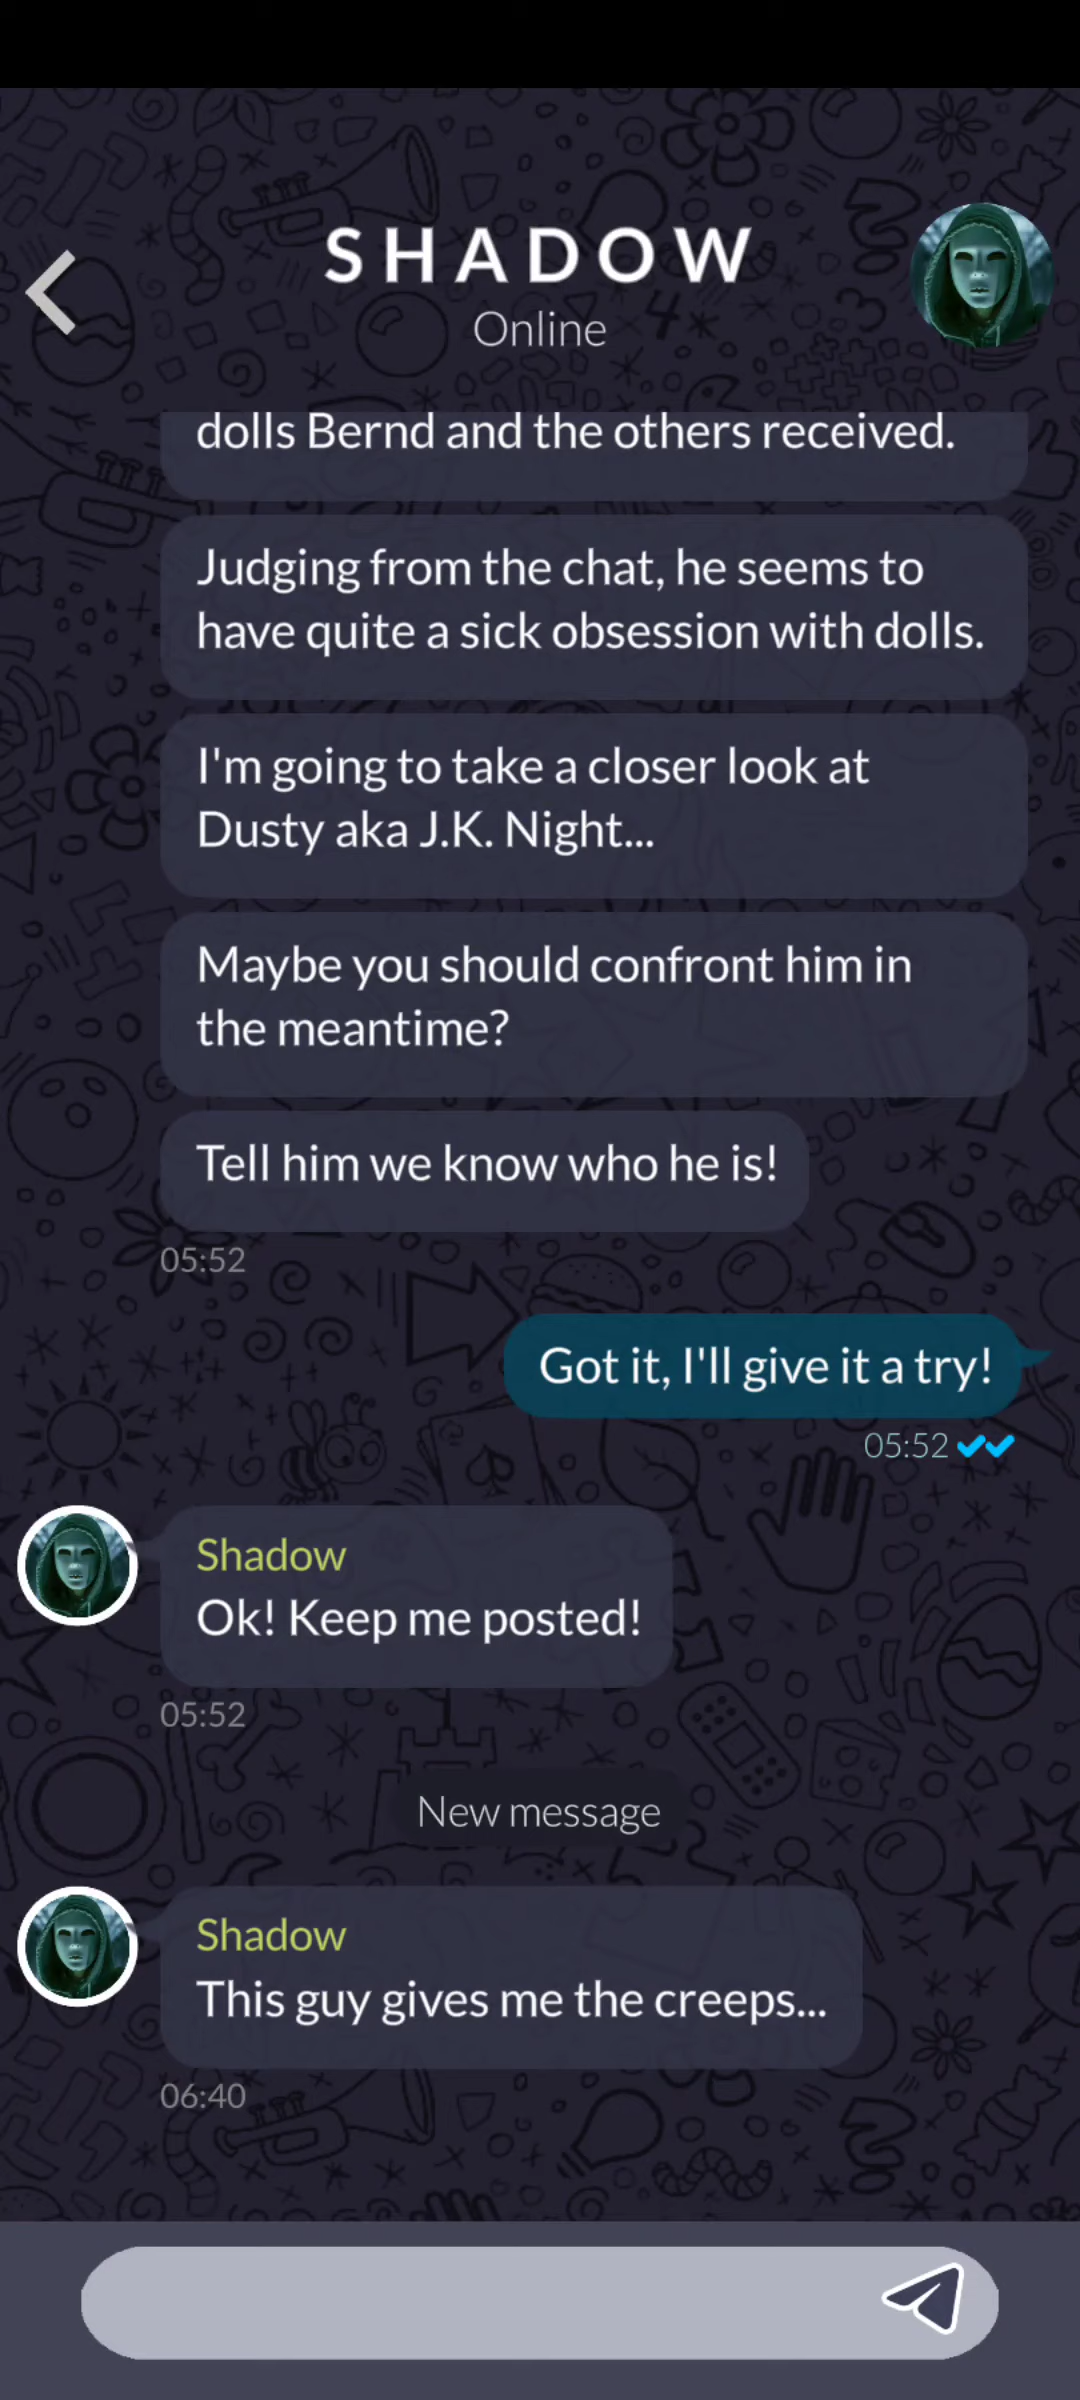 SHADOW
Online
dolls Bernd and the others received.
Judging from the chat, he seems to
have quite a sick obsession with dolls.
I'm going to take a closer look at
Dusty aka J.K. Night...
Maybe you should confront him in
the meantime?
Tell him we know who he is!
05:52
Got it, I'll give it a try!
05:52
Shadow
Ok! Keep me posted!
05:52
New message
Shadow
This guy gives me the creeps...
06:40